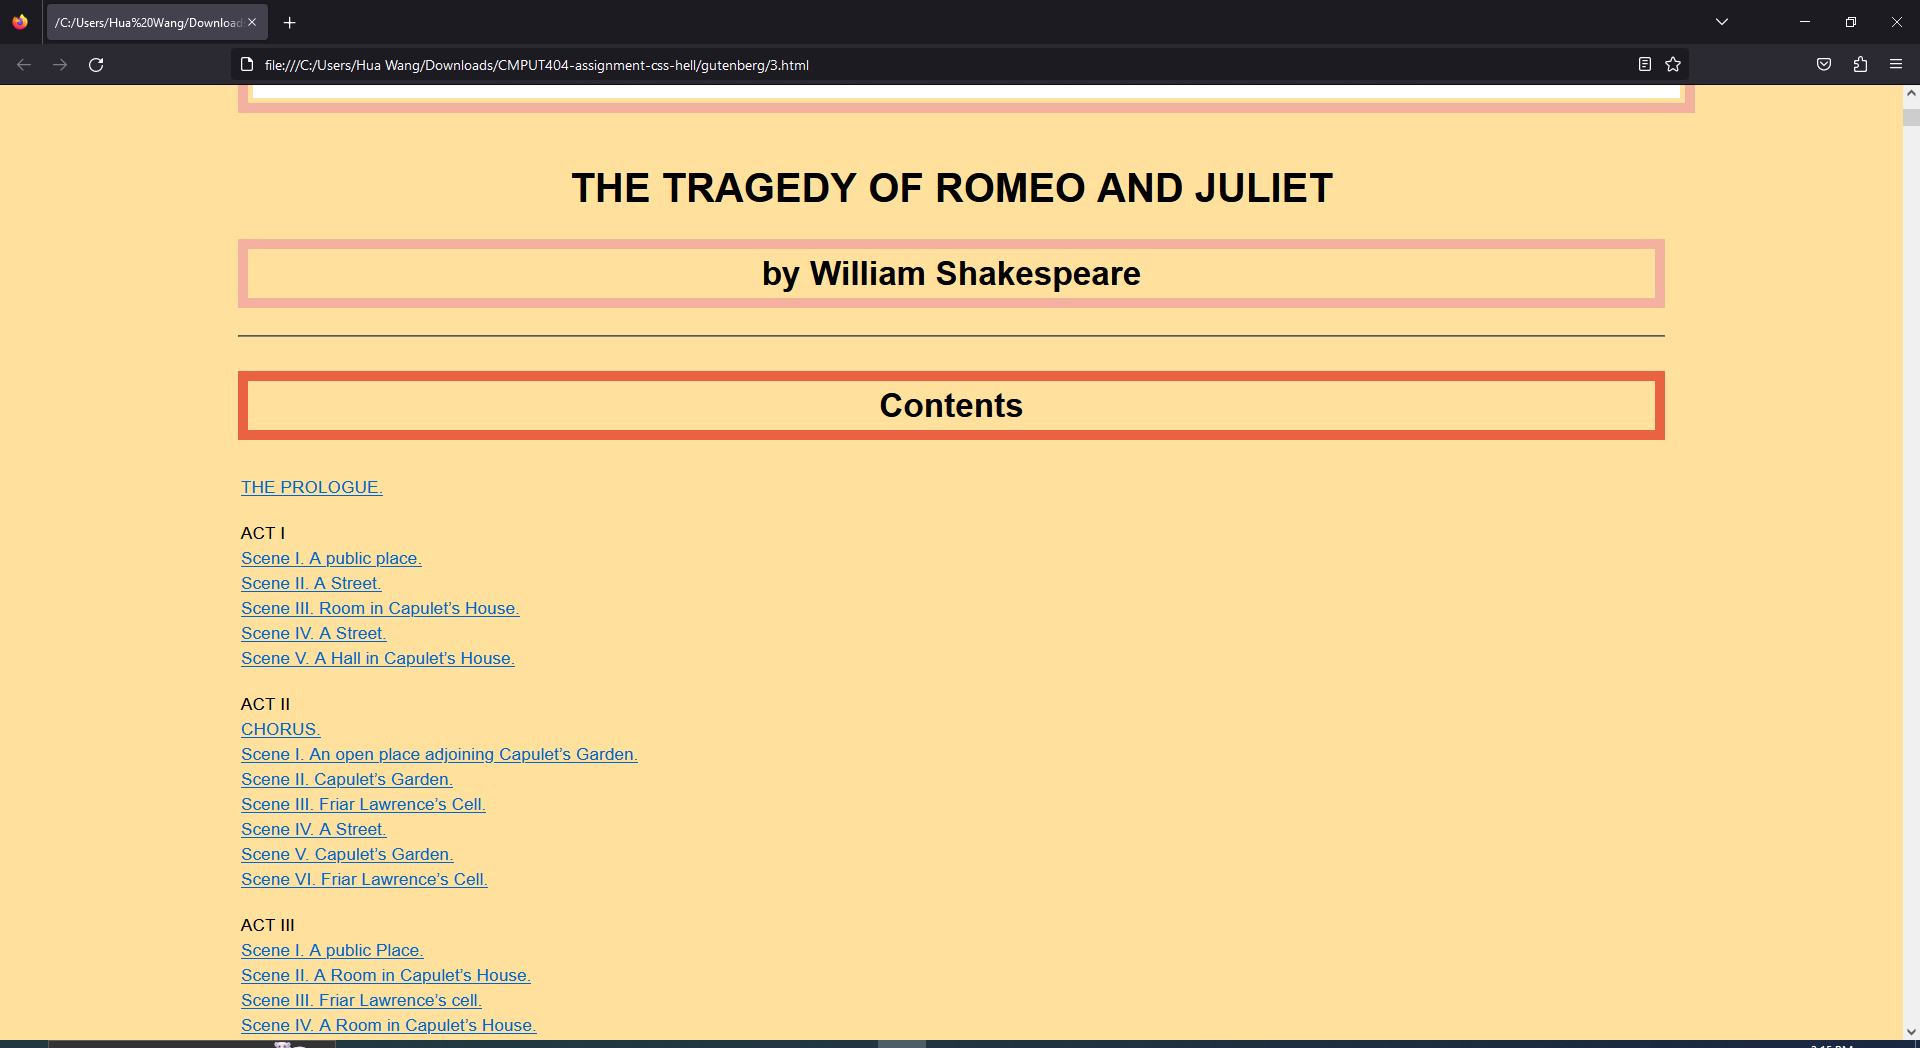 /C:/Users/Hua%20Wang/Download
file:///C:/Users/Hua Wang/Downloads/CMPUT404-assignment-css-hell/gutenberg/3.html
THE TRAGEDY OF ROMEO AND JULIET
by William Shakespeare
Contents
THE PROLOGUE.
ACT I
Scene I. A public place.
Scene II. A Street.
Scene III. Room in Capulet’s House.
Scene IV. A Street.
Scene V. A Hall in Capulet’s House.
ACT II
CHORUS.
Scene I. An open place adjoining Capulet’s Garden.
Scene II. Capulet’s Garden.
Scene III. Friar Lawrence’s Cell.
Scene IV. A Street.
Scene V. Capulet’s Garden.
Scene VI. Friar Lawrence’s Cell.
ACT III
Scene I. A public Place.
Scene II. A Room in Capulet’s House.
Scene III. Friar Lawrence’s cell.
Scene IV. A Room in Capulet’s House.